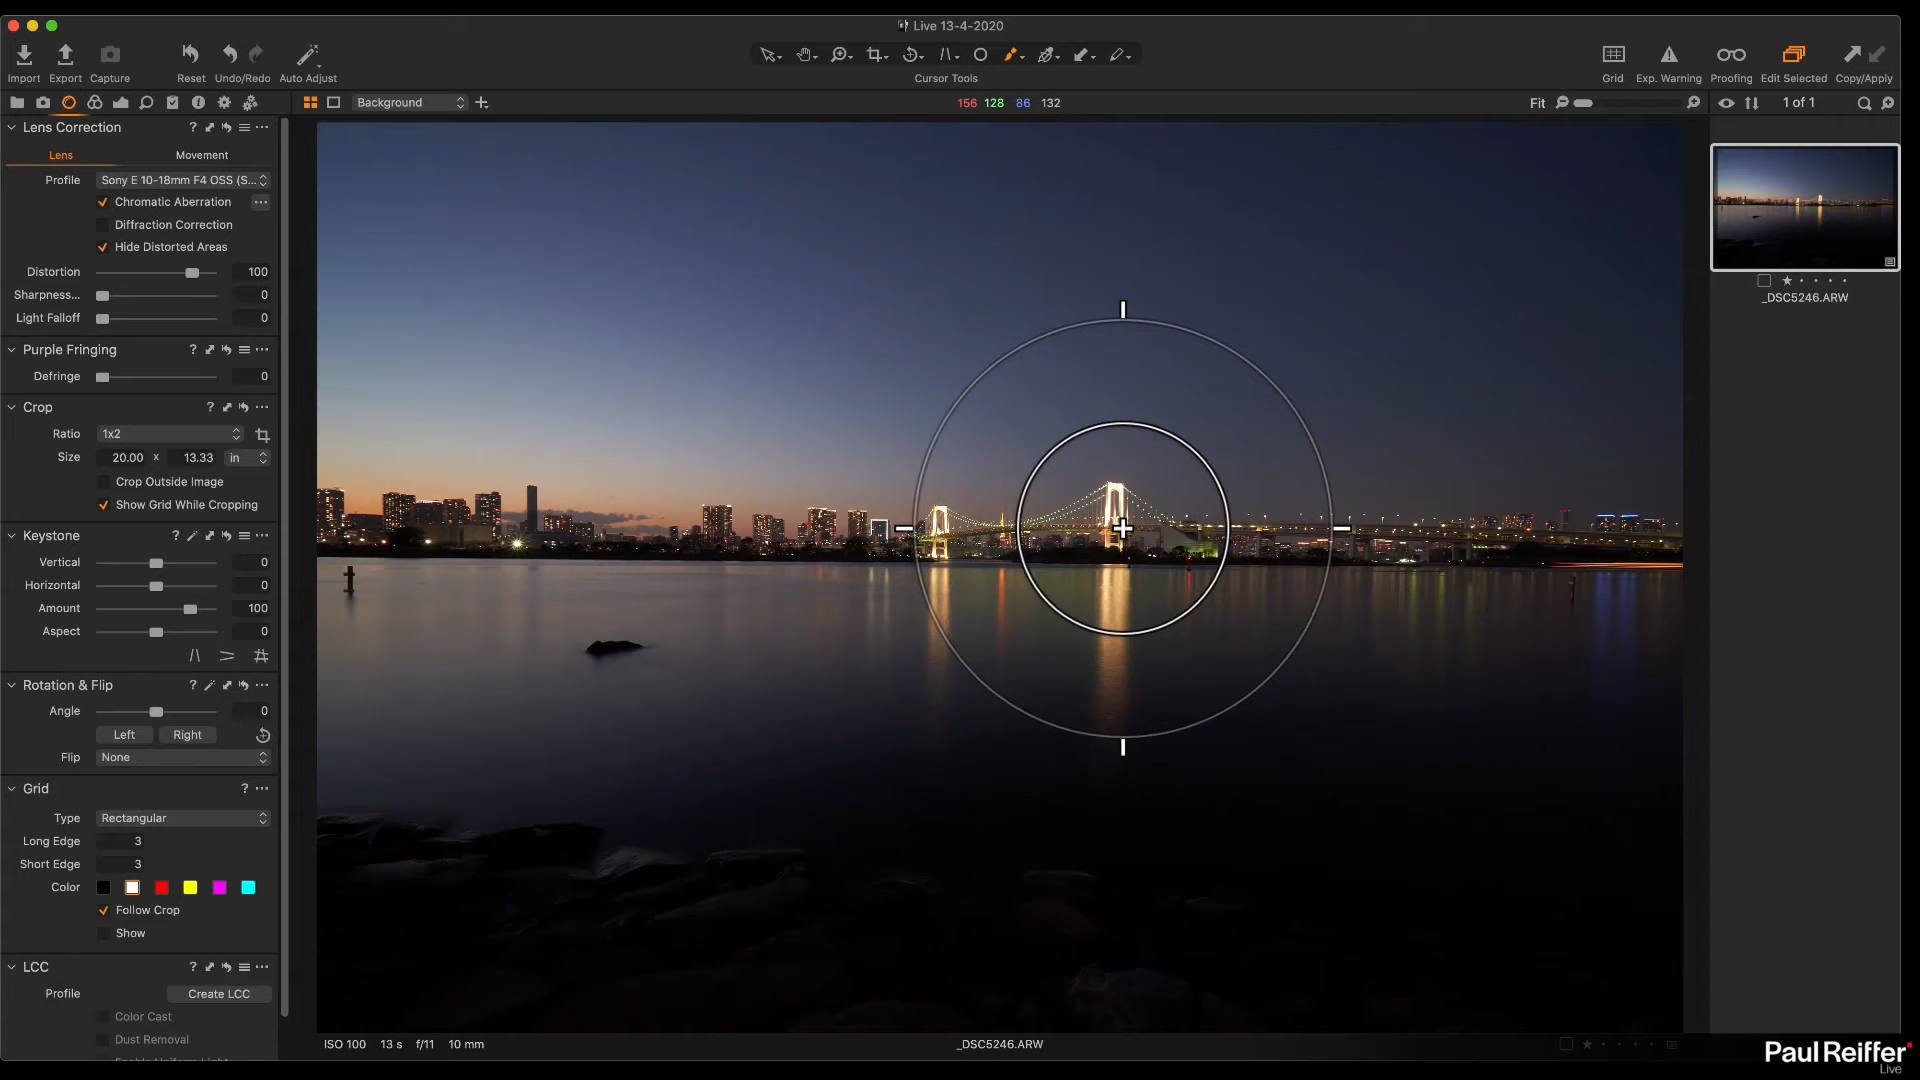 Live 13-4-2020
Import Export Capture Reset Undo/Redo Auto Adjust
Cursor Tools
Grid Exp. Warning Proofing Edit Selected Copy/Apply
Background
156 128 86 132
Fit
1 of 1
Lens Correction ?
Lens Movement
Profile Sony E 10-18mm F4 OSS (S...
Chromatic Aberration
Diffraction Correction
Hide Distorted Areas
Distortion 100
Sharpness... 0
Light Falloff 0
Purple Fringing ?
Defringe 0
Crop ?
Ratio 1x2
Size 20.00 x 13.33 in
Crop Outside Image
Show Grid While Cropping
Keystone ?
Vertical 0
Horizontal 0
Amount 100
Aspect 0
Rotation & Flip ?
Angle 0
Left Right
Flip None
Grid ?
Type Rectangular
Long Edge 3
Short Edge 3
Color
Follow Crop
Show
LCC ?
Profile Create LCC
Color Cast
Dust Removal
_DSC5246.ARW
ISO 100 13 s f/11 10 mm
_DSC5246.ARW
Paul Reiffer
Live